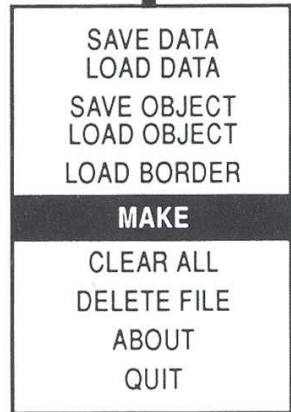 SAVE DATA
LOAD DATA
SAVE OBJECT
LOAD OBJECT
LOAD BORDER
MAKE
CLEAR ALL
DELETE FILE
ABOUT
QUIT